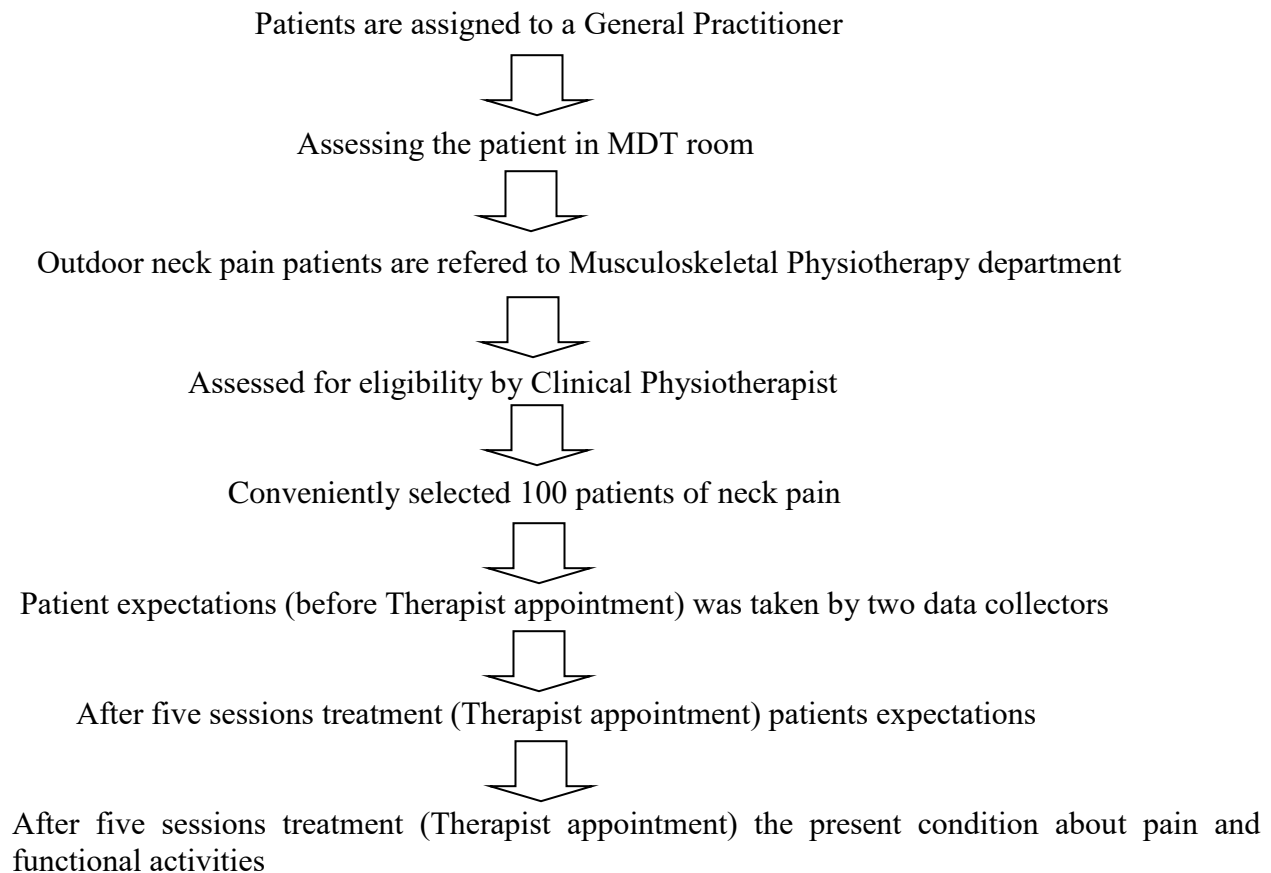 Patients are assigned to a General Practitioner
Assessing the patient in MDT room
Outdoor neck pain patients are refered to Musculoskeletal Physiotherapy department
Assessed for eligibility by Clinical Physiotherapist
Conveniently selected 100 patients of neck pain
Patient expectations (before Therapist appointment) was taken by two data collectors
After five sessions treatment (Therapist appointment) patients expectations
After five sessions treatment (Therapist appointment) the present condition about pain and
functional activities